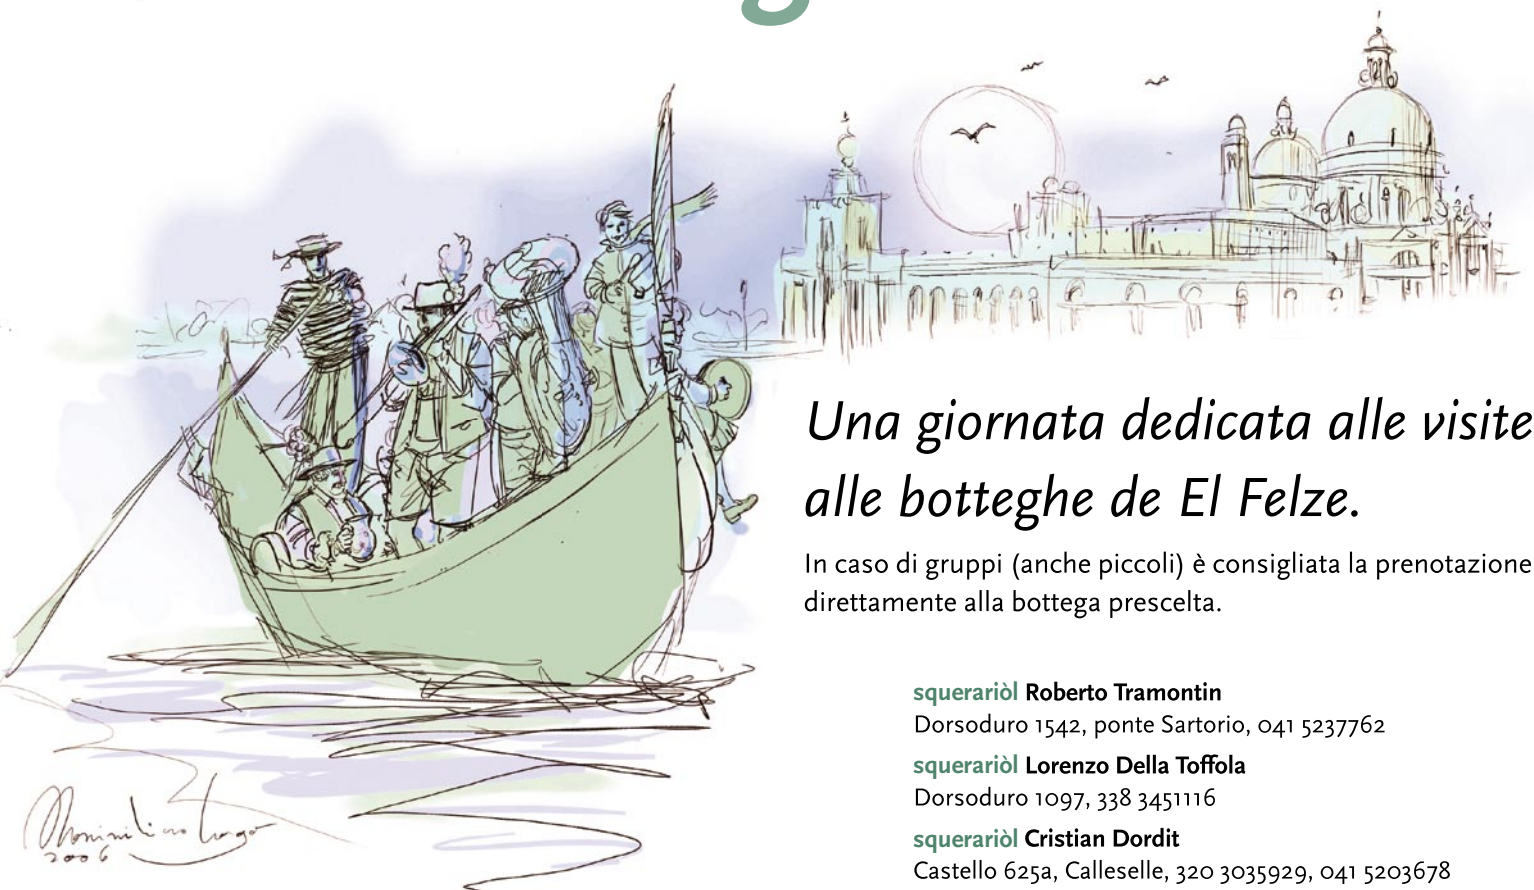 Una giornata dedicata alle visite
alle botteghe de El Felze.
In caso di gruppi (anche piccoli) è consigliata la prenotazione
direttamente alla bottega prescelta.
squerariòl Roberto Tramontin
Dorsoduro 1542, ponte Sartorio, 041 5237762
squerariòl Lorenzo Della Toffola
Dorsoduro 1097, 338 3451116
squerariòl Cristian Dordit
Castello 625a, Calleselle, 320 3035929, 041 5203678
2006